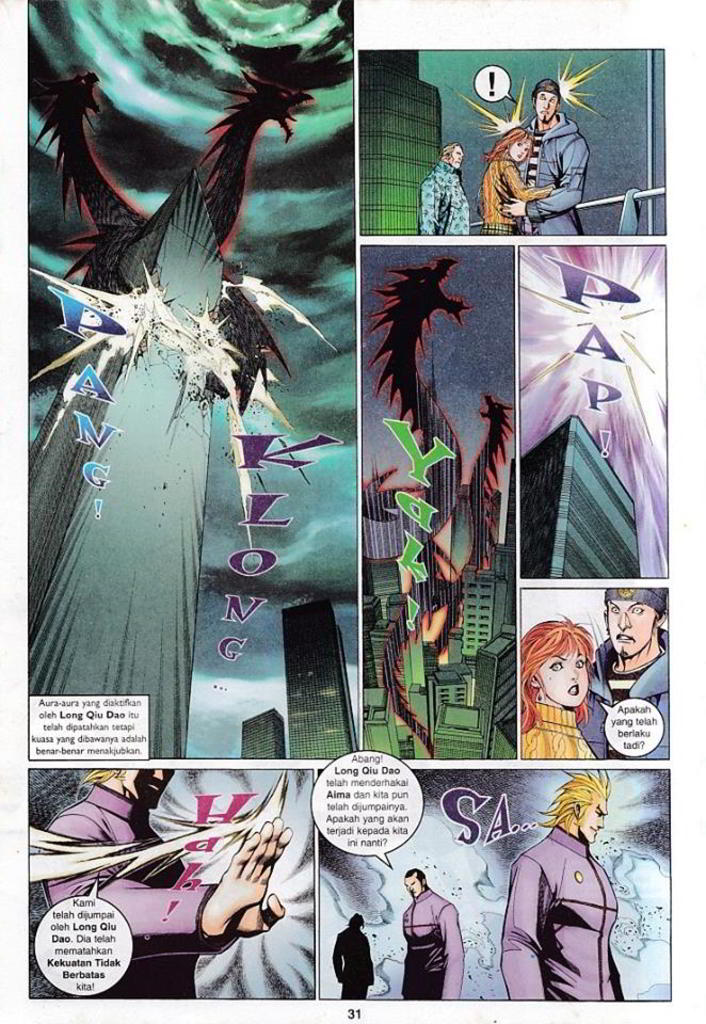 PANG!
KLONG...
Aura-aura yang diaktifkan
oleh Long Qiu Dao itu
telah dipatahkan tetapi
kuasa yang dibawanya adalah
benar-benar menakjubkan.
!
Yak!
PAP!
Apakah
yang telah
berlaku
tadi?
Hah!
Kami
telah dijumpai
oleh Long Qiu
Dao. Dia telah
mematahkan
Kekuatan Tidak
Berbatas
kita!
Abang!
Long Qiu Dao
telah menderhakai
Aima dan kita pun
telah dijumpainya.
Apakah yang akan
terjadi kepada kita
ini nanti?
SA...
31